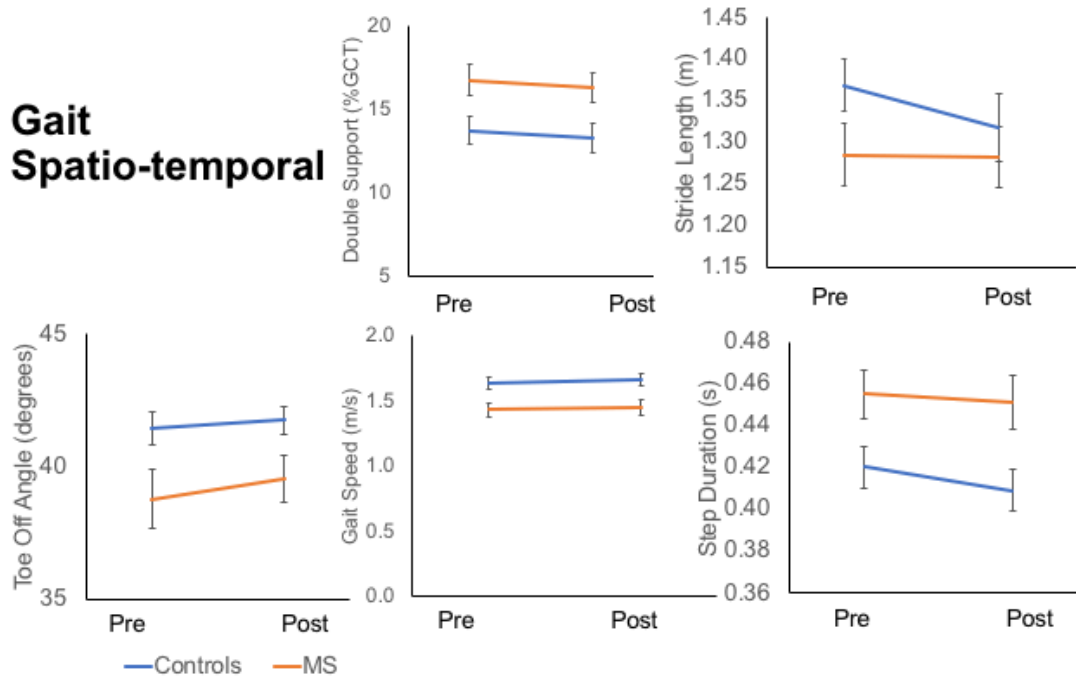 Gait
Spatio-temporal
Double Support (%GCT)
20
15
10
5
Pre Post
Stride Length (m)
1.45
1.40
1.35
1.30
1.25
1.20
1.15
Pre Post
Toe Off Angle (degrees)
45
40
35
Pre Post
Gait Speed (m/s)
2.0
1.5
1.0
0.5
0.0
Pre Post
Step Duration (s)
0.48
0.46
0.44
0.42
0.40
0.38
0.36
Pre Post
Controls MS